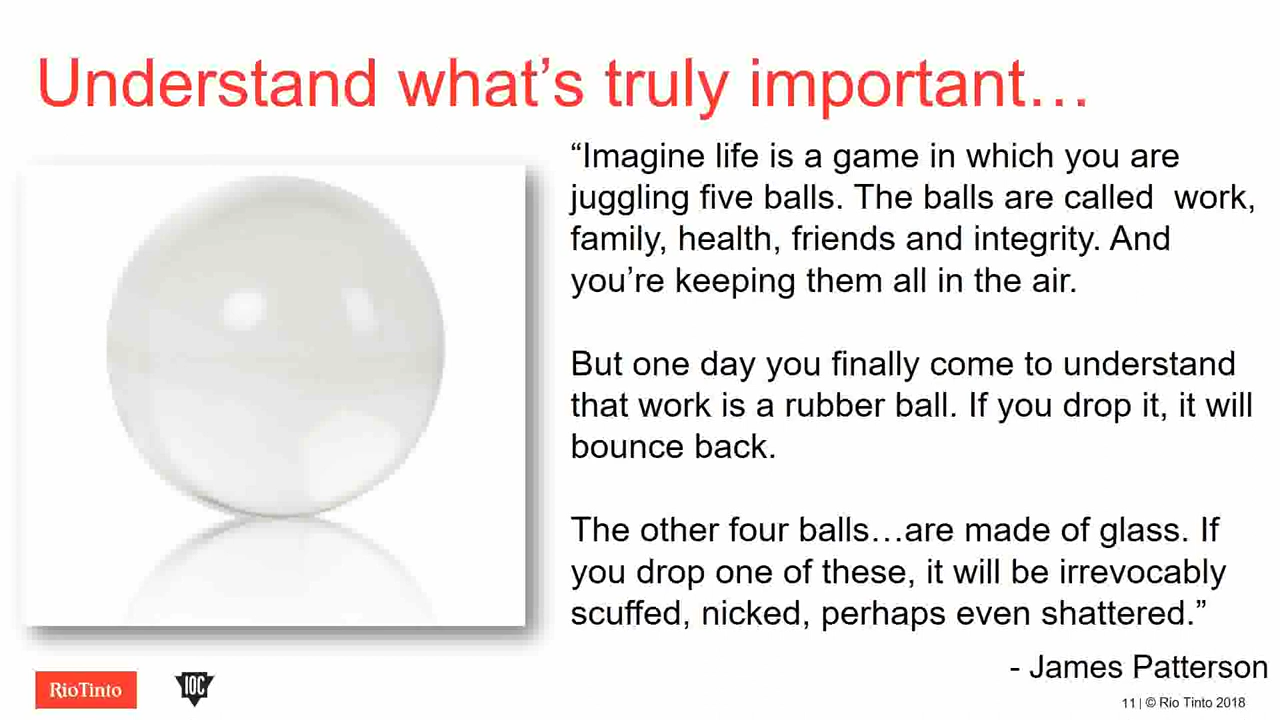 Understand what’s truly important…
“Imagine life is a game in which you are
juggling five balls. The balls are called  work,
family, health, friends and integrity. And
you’re keeping them all in the air.
But one day you finally come to understand
that work is a rubber ball. If you drop it, it will
bounce back.
The other four balls…are made of glass. If
you drop one of these, it will be irrevocably
scuffed, nicked, perhaps even shattered.”
- James Patterson
RioTinto
IOC
11 | © Rio Tinto 2018